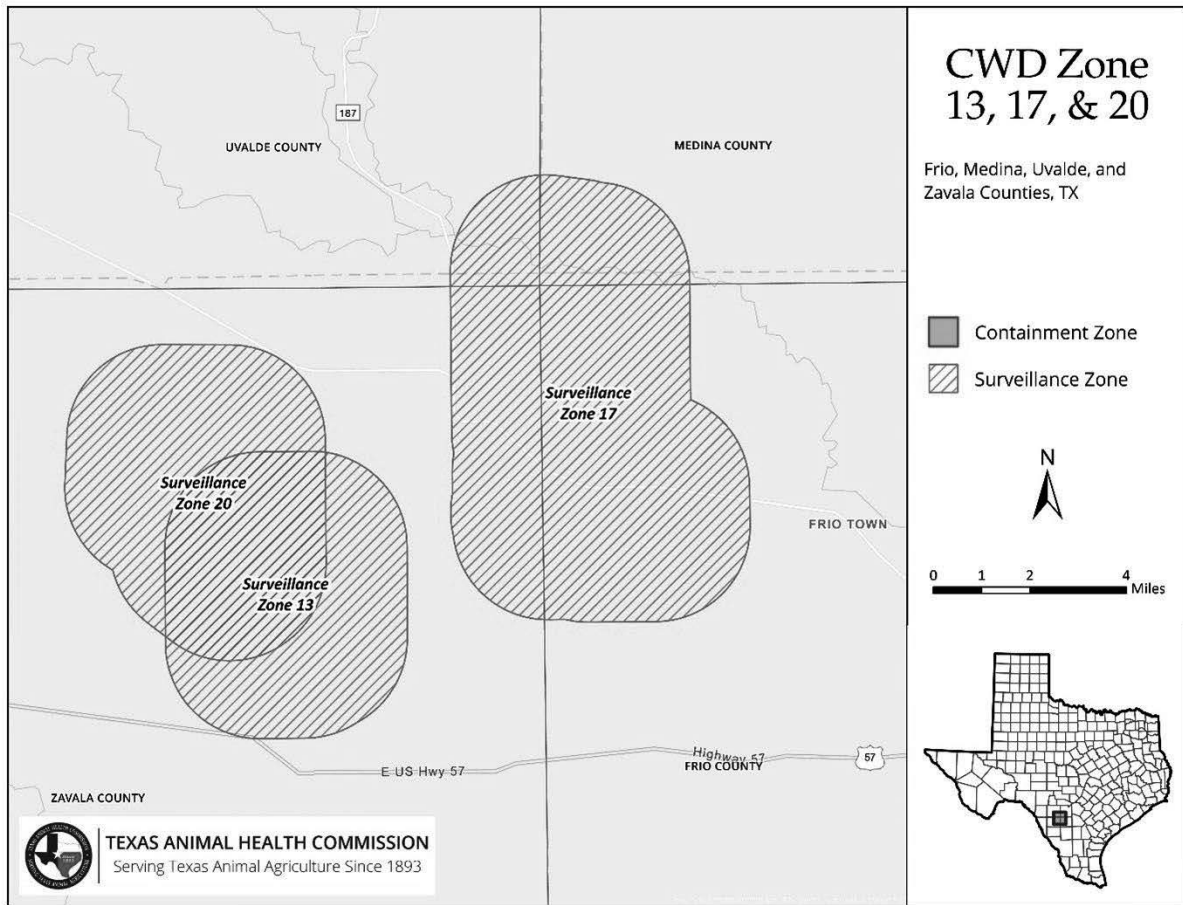 CWD Zone
13, 17, & 20
Frio, Medina, Uvalde, and
Zavala Counties, TX
Containment Zone
Surveillance Zone
N
0 1 2 4
Miles
187
UVALDE COUNTY
MEDINA COUNTY
Surveillance
Zone 17
Surveillance
Zone 20
Surveillance
Zone 13
FRIO TOWN
E US Hwy 57
Highway 57
57
FRIO COUNTY
ZAVALA COUNTY
TEXAS ANIMAL HEALTH COMMISSION
Serving Texas Animal Agriculture Since 1893